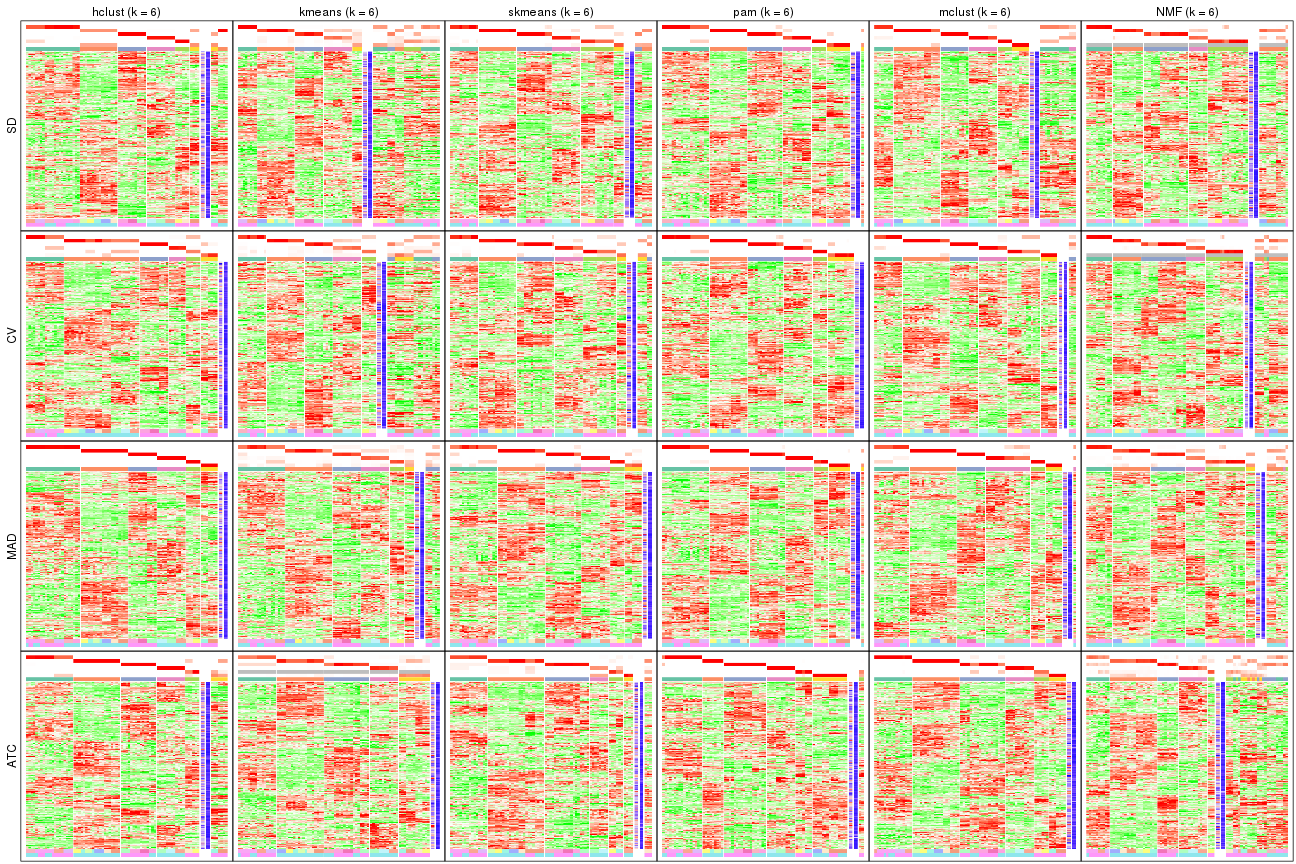 hclust (k = 6) kmeans (k = 6) skmeans (k = 6) pam (k = 6) mclust (k = 6) NMF (k = 6)
SD
CV
MAD
ATC